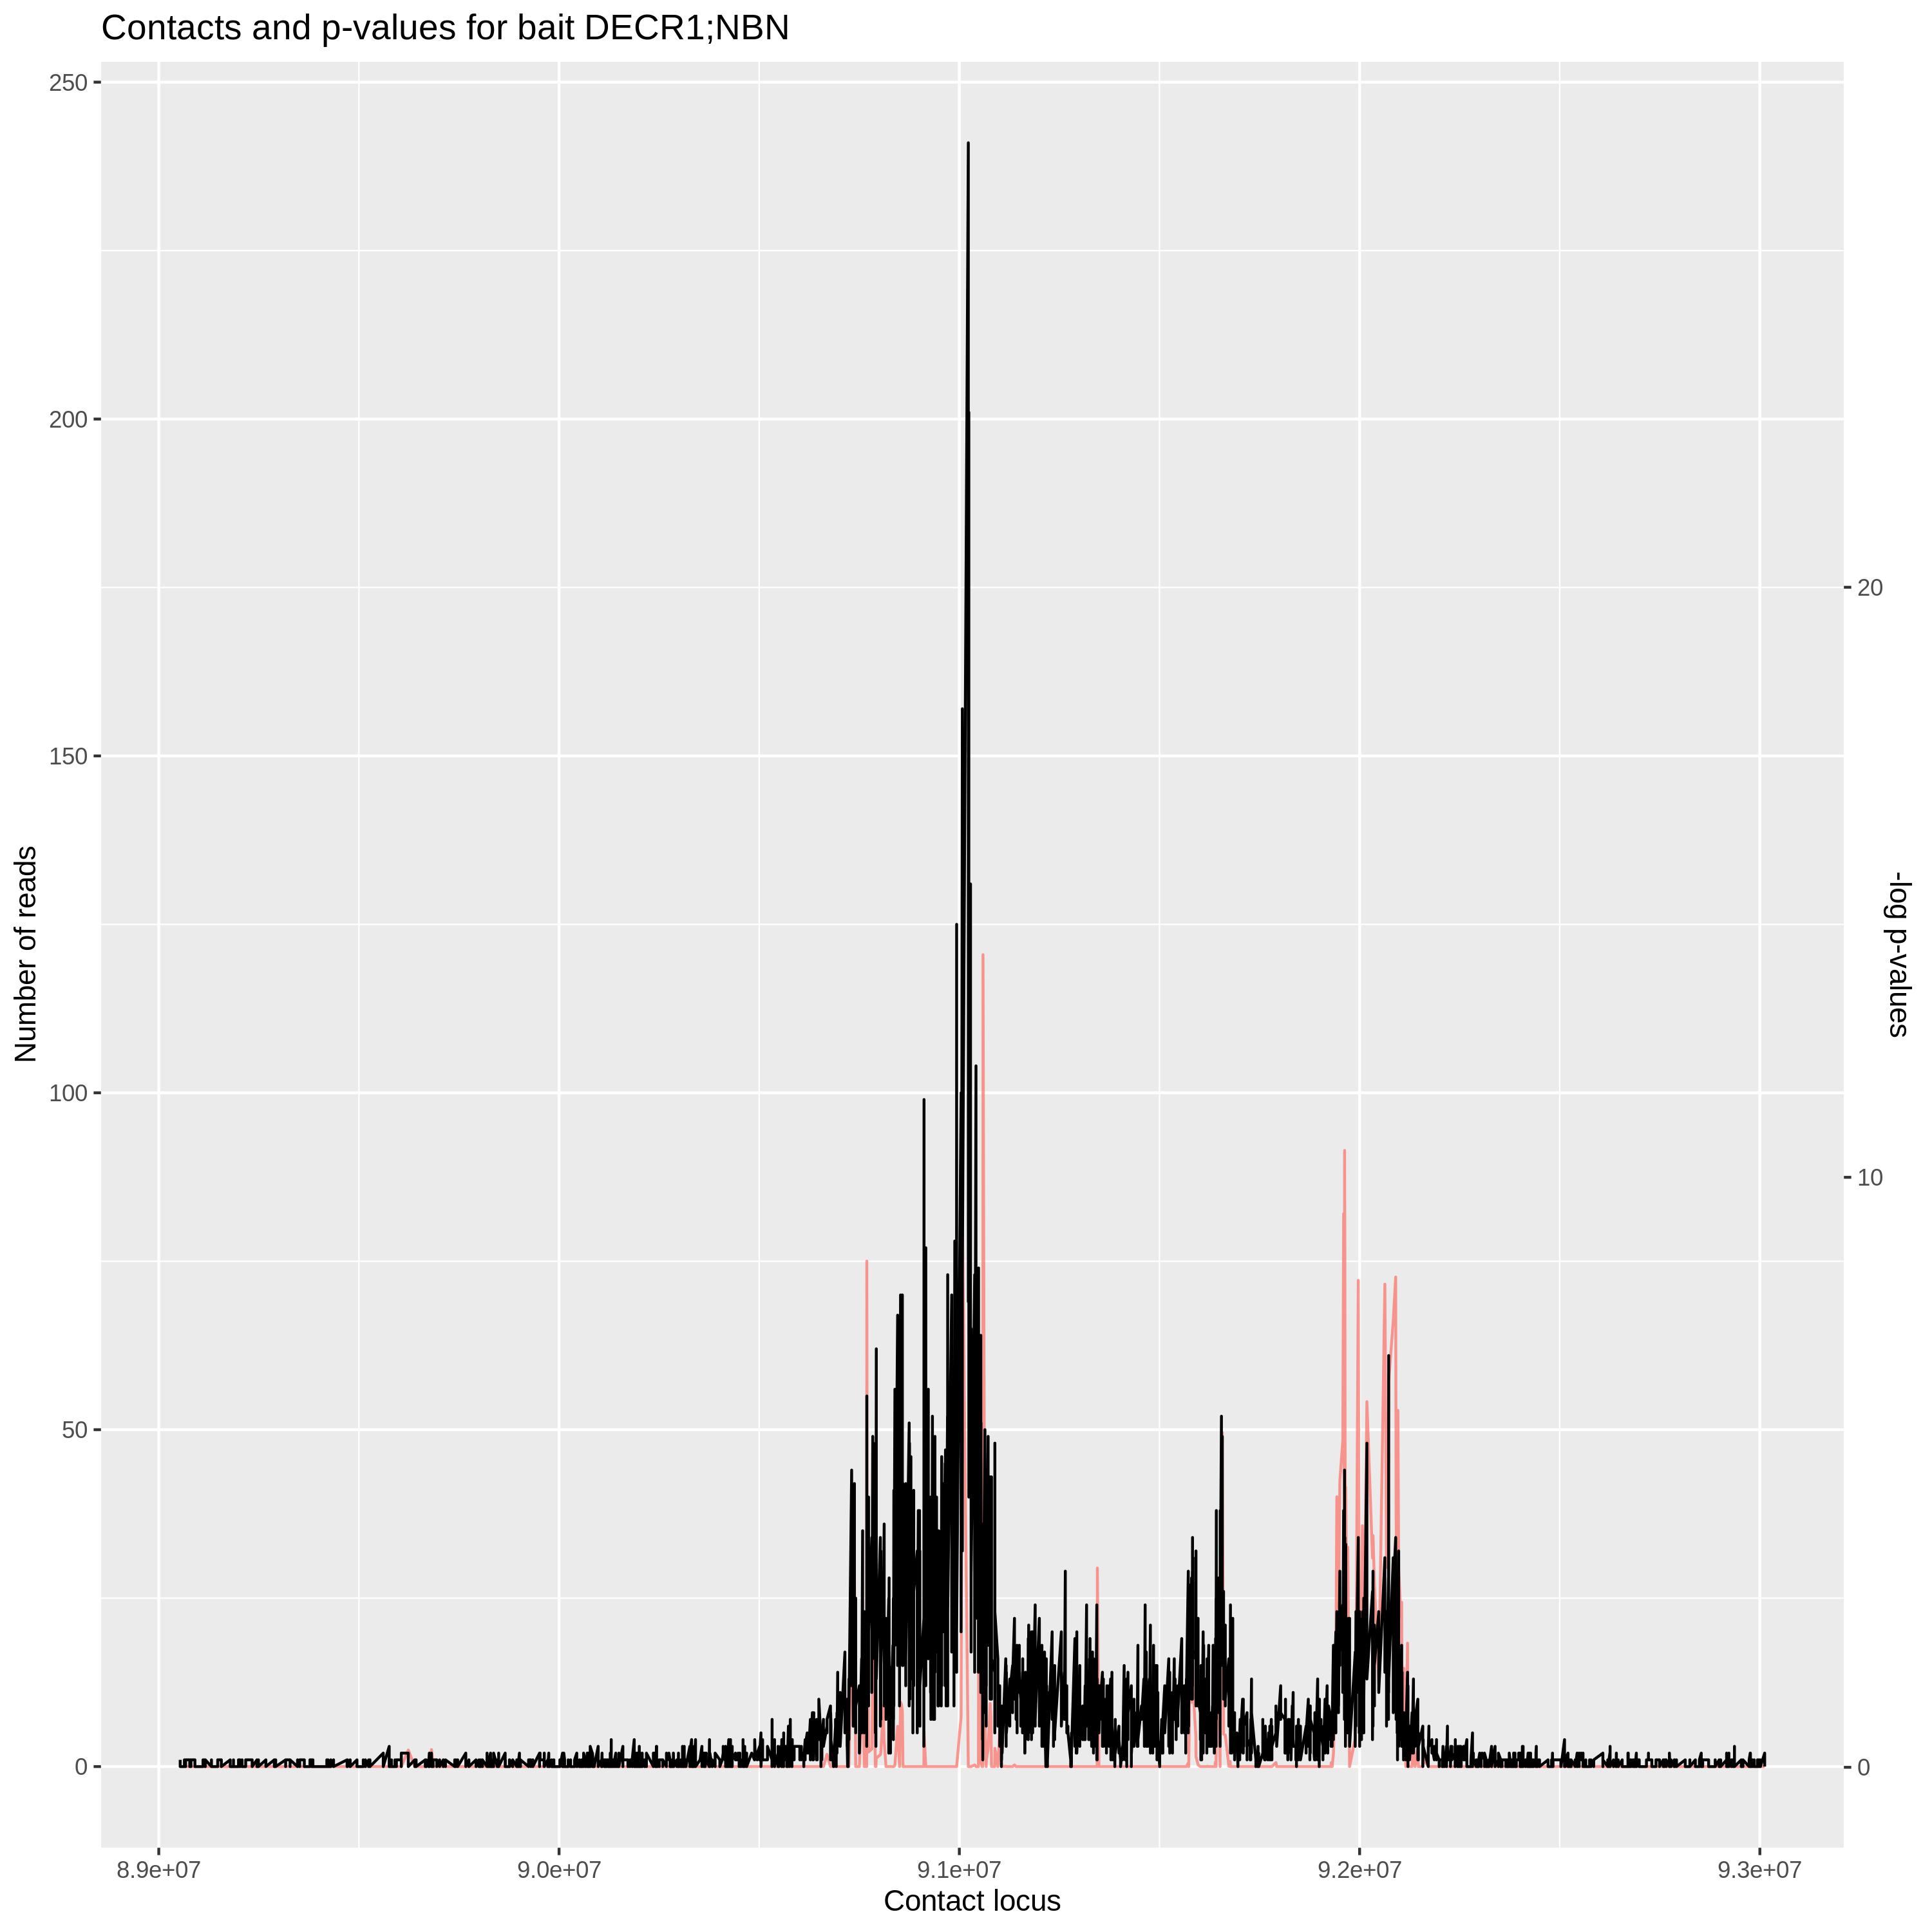 Contacts and p-values for bait DECR1;NBN
250
200
150
100
50
0
Number of reads
20
10
0
-log p-values
8.9e+07
9.0e+07
9.1e+07
9.2e+07
9.3e+07
Contact locus